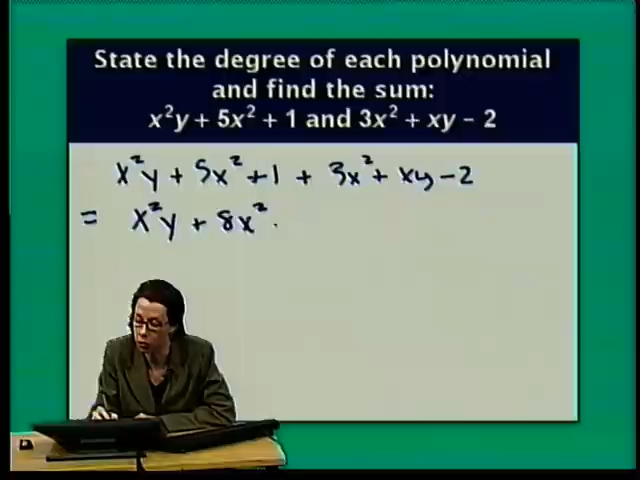 State the degree of each polynomial
and find the sum:
x²y + 5x² + 1 and 3x² + xy – 2
x²y + 5x² + 1 + 3x² + xy – 2
= x²y + 8x²